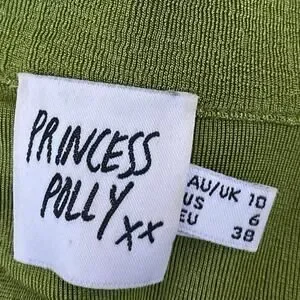 PRINCESS
POLLY
xx
AU/UK 10
US 6
EU 38